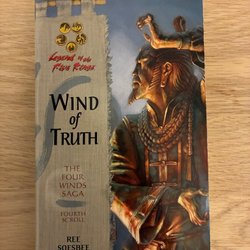 Legend of the
Five Rings
WIND
OF
TRUTH
THE
FOUR
WINDS
SAGA
FOURTH
SCROLL
REE
SOESBEE